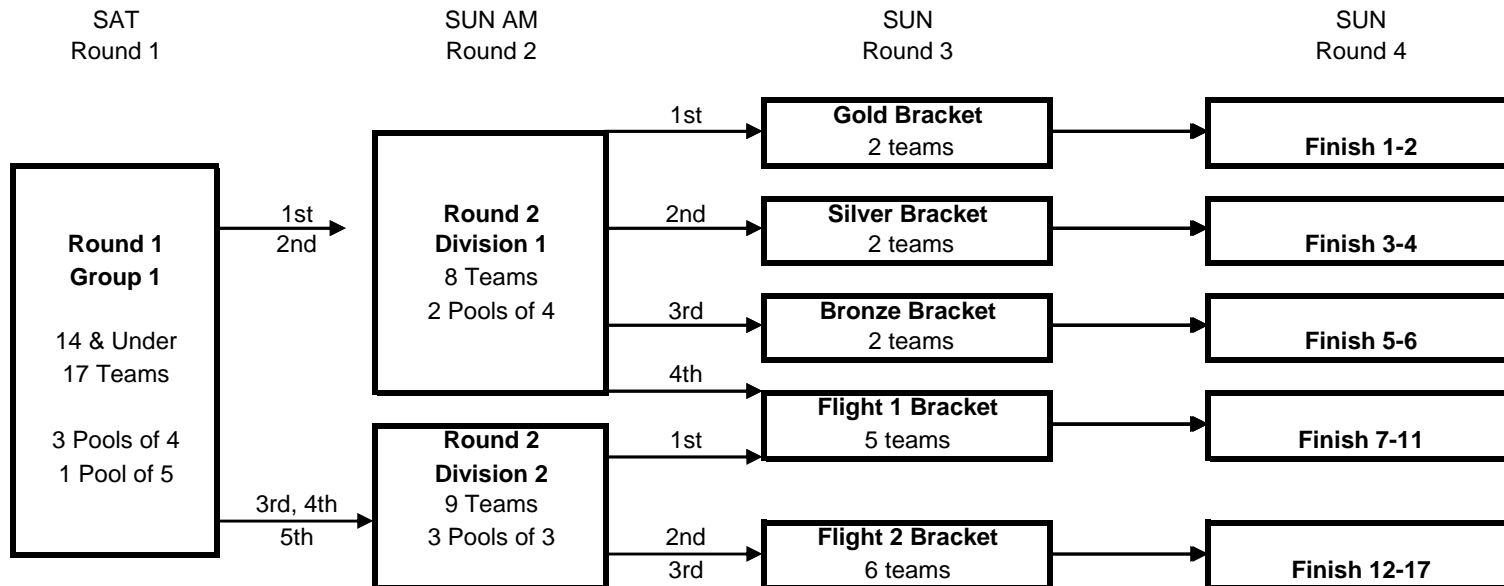 SAT
Round 1
SUN AM
Round 2
SUN
Round 3
SUN
Round 4
Round 1
Group 1
14 & Under
17 Teams
3 Pools of 4
1 Pool of 5
1st
2nd
3rd, 4th
5th
Round 2
Division 1
8 Teams
2 Pools of 4
Round 2
Division 2
9 Teams
3 Pools of 3
1st
2nd
3rd
4th
1st
2nd
3rd
Gold Bracket
2 teams
Silver Bracket
2 teams
Bronze Bracket
2 teams
Flight 1 Bracket
5 teams
Flight 2 Bracket
6 teams
Finish 1-2
Finish 3-4
Finish 5-6
Finish 7-11
Finish 12-17